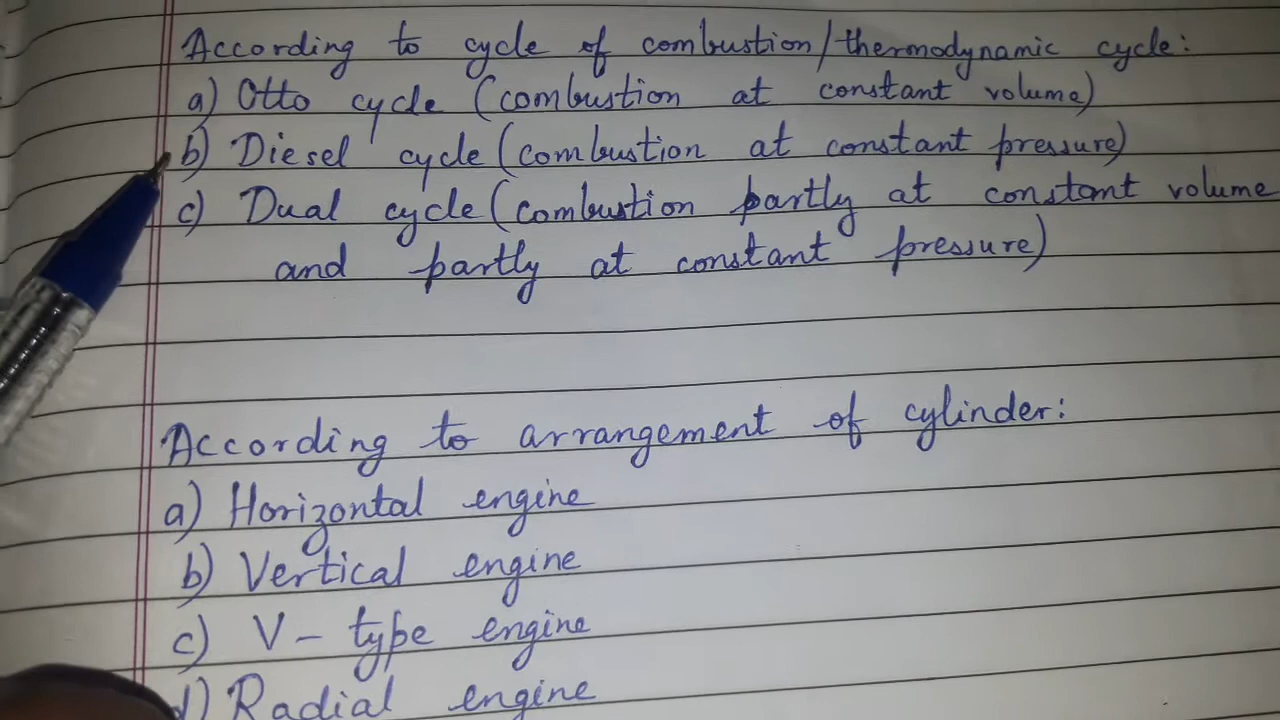 According to cycle of combustion/thermodynamic cycle:
a) Otto cycle (combustion at constant volume)
b) Diesel cycle (combustion at constant pressure)
c) Dual cycle (combustion partly at constant volume
and partly at constant pressure)
According to arrangement of cylinder:
a) Horizontal engine
b) Vertical engine
c) V-type engine
d) Radial engine